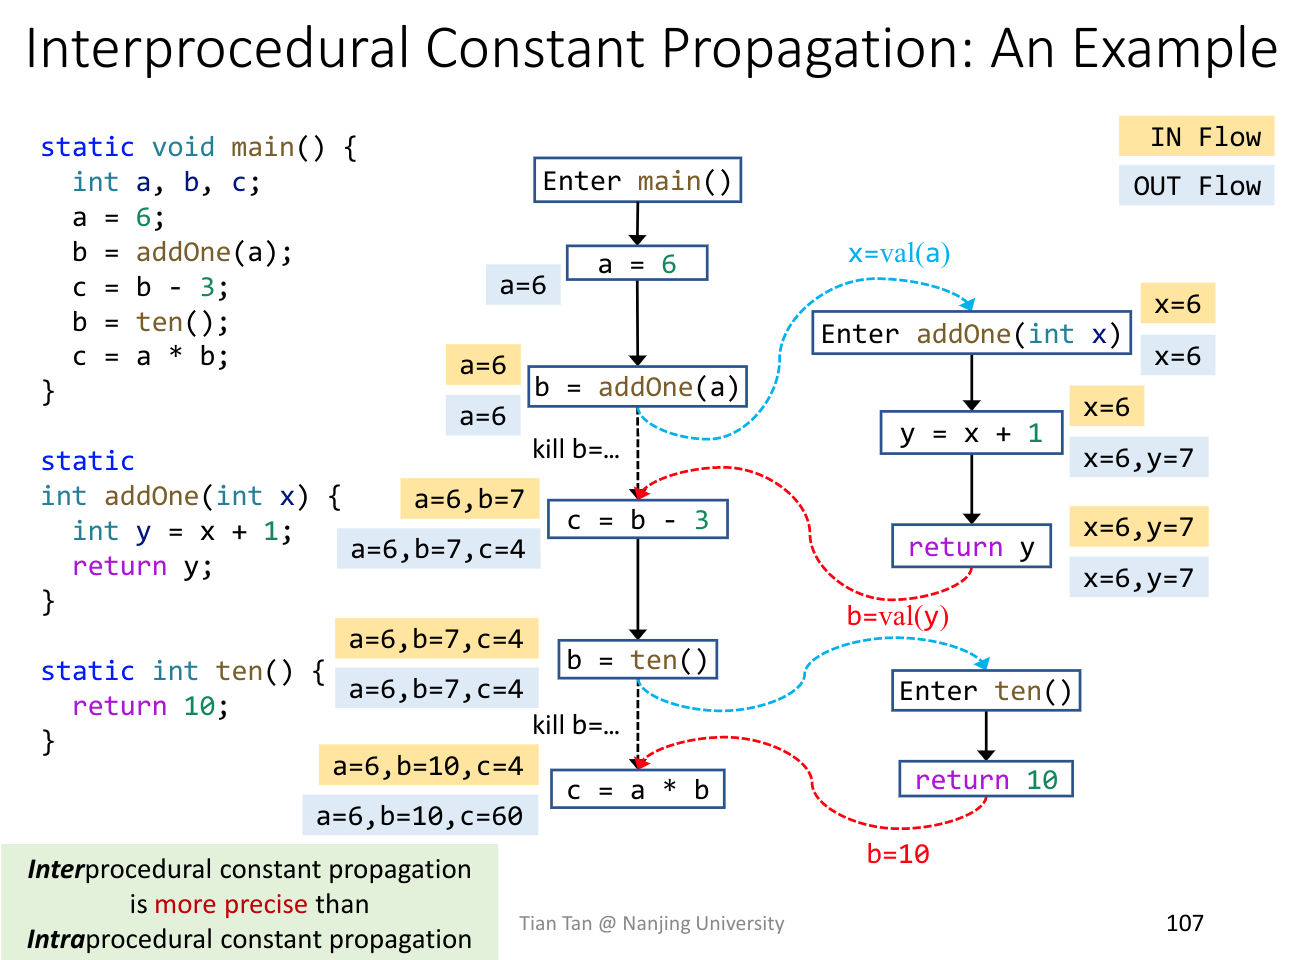 Interprocedural Constant Propagation: An Example
static void main() {
int a, b, c;
a = 6;
b = addOne(a);
c = b - 3;
b = ten();
c = a * b;
}
static
int addOne(int x) {
int y = x + 1;
return y;
}
static int ten() {
return 10;
}
IN Flow
OUT Flow
Enter main()
a = 6
a=6
a=6
b = addOne(a)
a=6
kill b=…
a=6,b=7
c = b - 3
a=6,b=7,c=4
a=6,b=7,c=4
b = ten()
a=6,b=7,c=4
kill b=…
a=6,b=10,c=4
c = a * b
a=6,b=10,c=60
x=val(a)
Enter addOne(int x)
x=6
x=6
x=6
y = x + 1
x=6,y=7
x=6,y=7
return y
x=6,y=7
b=val(y)
Enter ten()
return 10
b=10
Interprocedural constant propagation
is more precise than
Intraprocedural constant propagation
Tian Tan @ Nanjing University
107